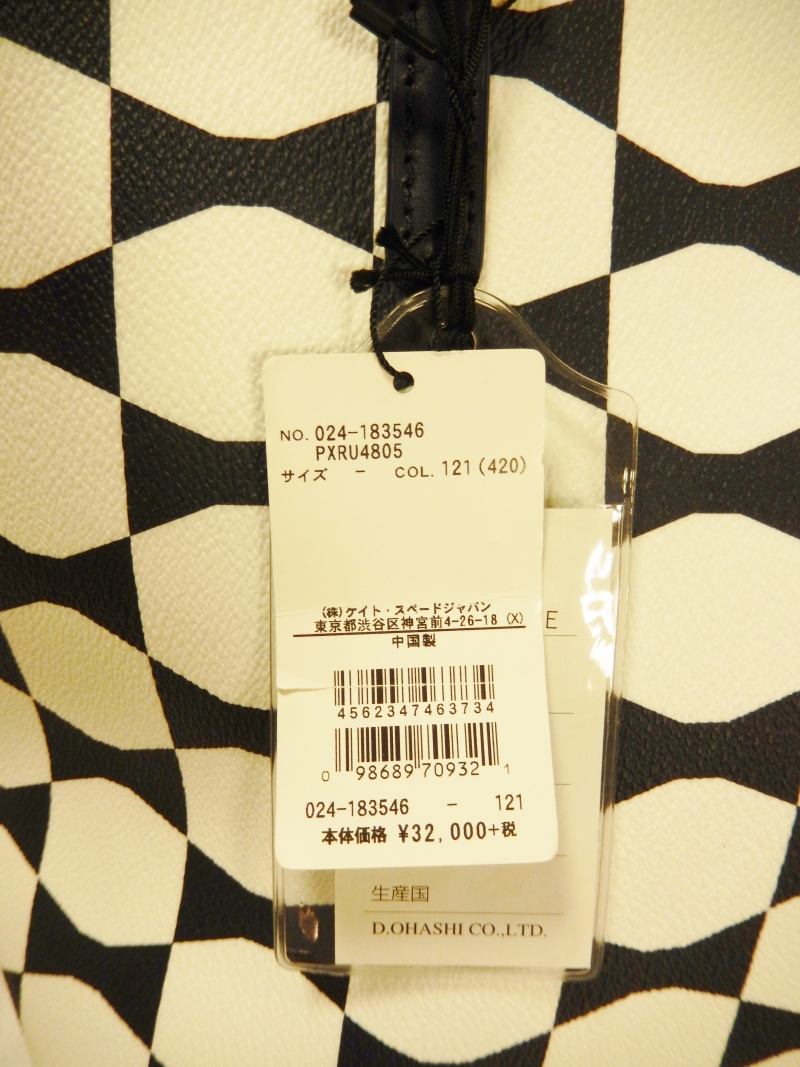 NO. 024-183546
PXRU4805
サイズ - COL. 121 (420)
(株)ケイト・スペードジャパン
東京都渋谷区神宮前4-26-18 (X)
中国製
4562347463734
0 98689 70932 1
024-183546 - 121
本体価格 ¥32,000+税
E
生産国
D.OHASHI CO.,LTD.